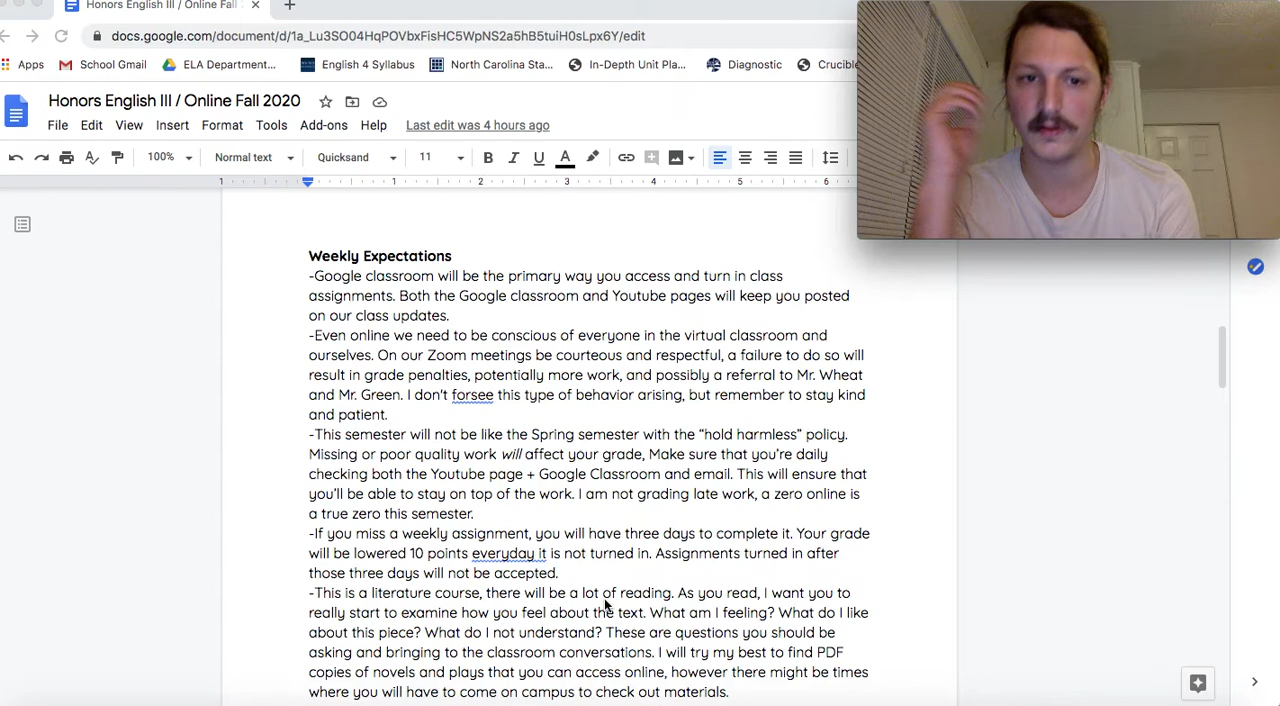 Honors English III / Online Fall
docs.google.com/document/d/1a_Lu3SO04HqPOVbxFisHC5WpNS2a5hB5tuiH0sLpx6Y/edit
Apps School Gmail ELA Department... English 4 Syllabus North Carolina Sta... In-Depth Unit Pla... Diagnostic Crucible
Honors English III / Online Fall 2020
File Edit View Insert Format Tools Add-ons Help Last edit was 4 hours ago
100% Normal text Quicksand 11 B I U A
1 1 2 3 4 5 6
Weekly Expectations
-Google classroom will be the primary way you access and turn in class
assignments. Both the Google classroom and Youtube pages will keep you posted
on our class updates.
-Even online we need to be conscious of everyone in the virtual classroom and
ourselves. On our Zoom meetings be courteous and respectful, a failure to do so will
result in grade penalties, potentially more work, and possibly a referral to Mr. Wheat
and Mr. Green. I don't forsee this type of behavior arising, but remember to stay kind
and patient.
-This semester will not be like the Spring semester with the “hold harmless” policy.
Missing or poor quality work will affect your grade, Make sure that you’re daily
checking both the Youtube page + Google Classroom and email. This will ensure that
you’ll be able to stay on top of the work. I am not grading late work, a zero online is
a true zero this semester.
-If you miss a weekly assignment, you will have three days to complete it. Your grade
will be lowered 10 points everyday it is not turned in. Assignments turned in after
those three days will not be accepted.
-This is a literature course, there will be a lot of reading. As you read, I want you to
really start to examine how you feel about the text. What am I feeling? What do I like
about this piece? What do I not understand? These are questions you should be
asking and bringing to the classroom conversations. I will try my best to find PDF
copies of novels and plays that you can access online, however there might be times
where you will have to come on campus to check out materials.